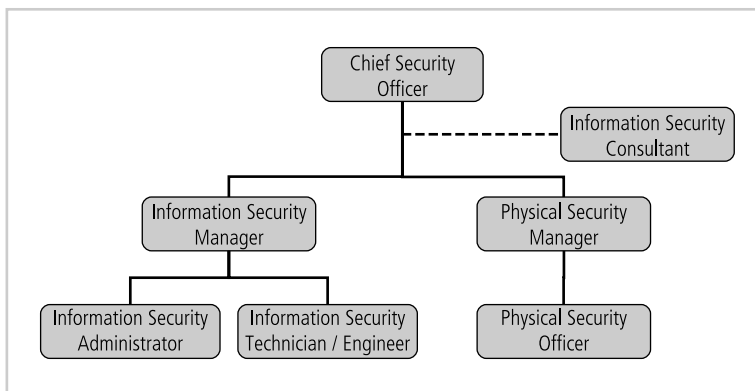 Chief Security
Officer
Information Security
Consultant
Information Security
Manager
Physical Security
Manager
Information Security
Administrator
Information Security
Technician / Engineer
Physical Security
Officer